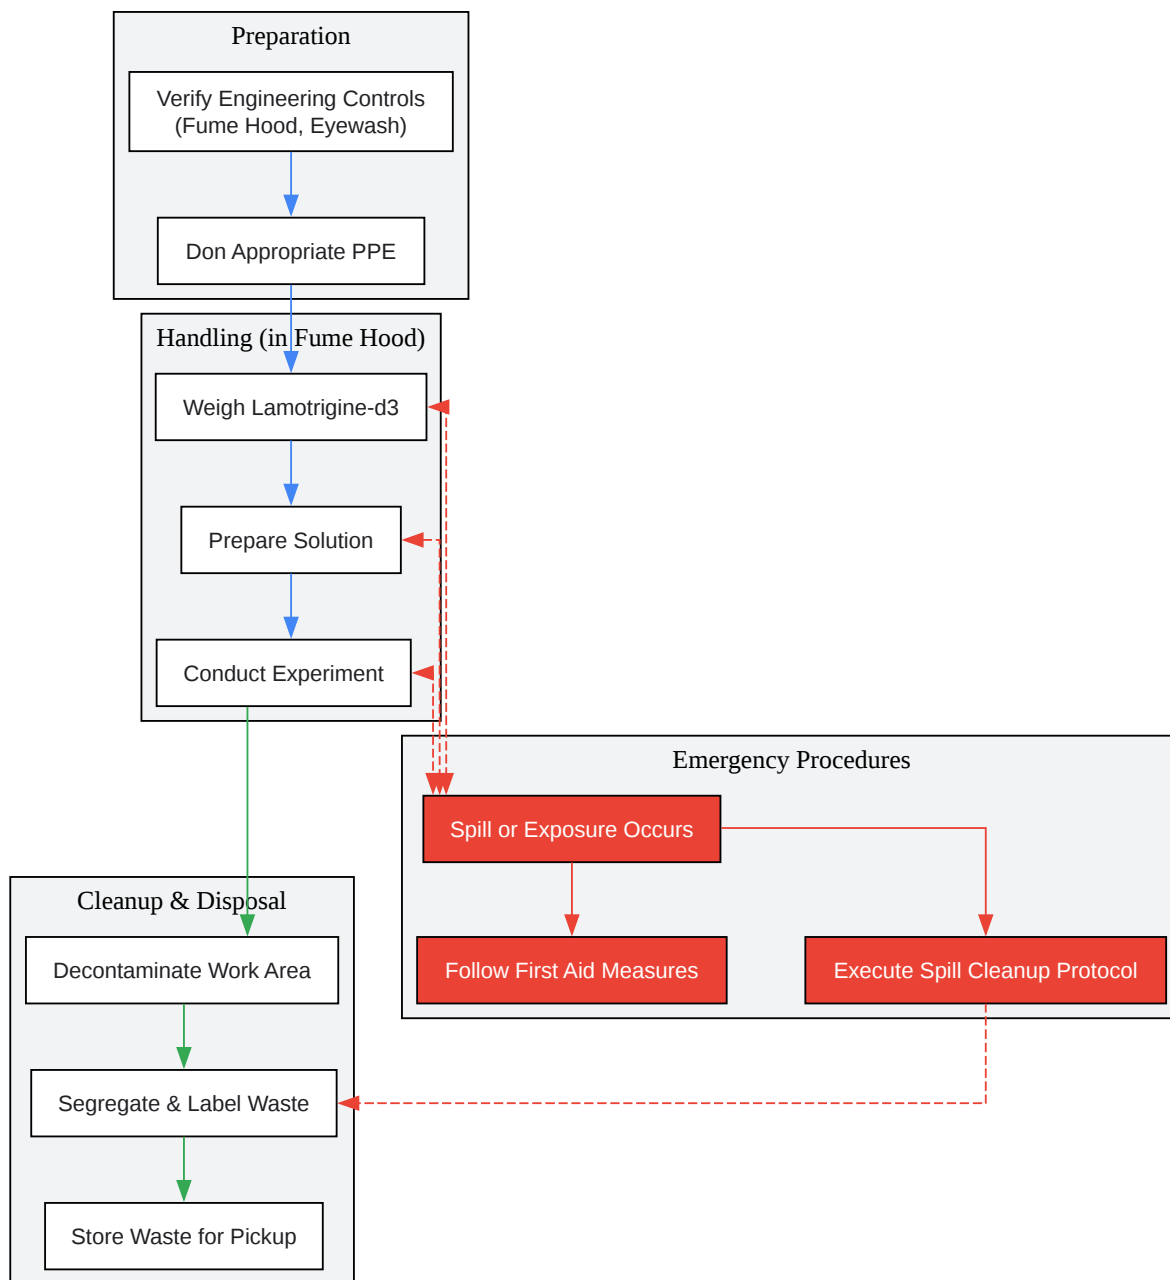 Preparation
Verify Engineering Controls
(Fume Hood, Eyewash)
Don Appropriate PPE
Handling (in Fume Hood)
Weigh Lamotrigine-d3
Prepare Solution
Conduct Experiment
Emergency Procedures
Spill or Exposure Occurs
Follow First Aid Measures
Execute Spill Cleanup Protocol
Cleanup & Disposal
Decontaminate Work Area
Segregate & Label Waste
Store Waste for Pickup